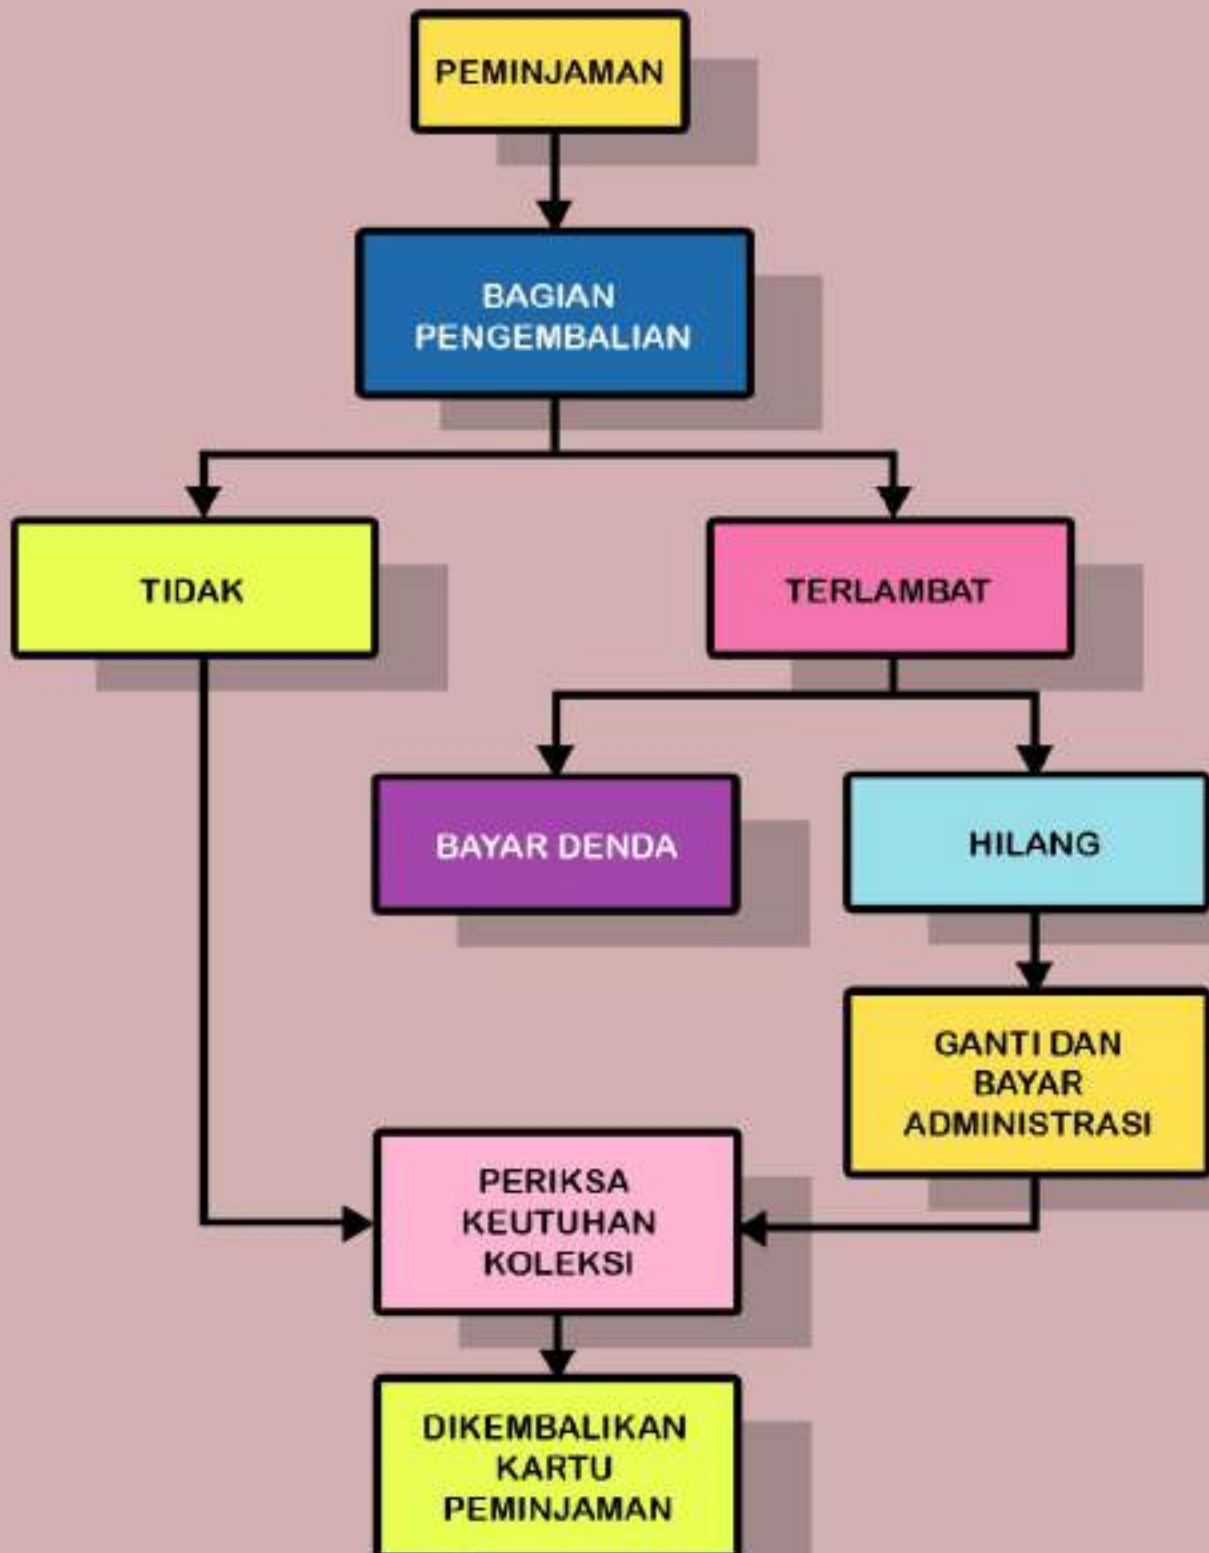 PEMINJAMAN
BAGIAN
PENGEMBALIAN
TIDAK
TERLAMBAT
BAYAR DENDA
HILANG
GANTI DAN
BAYAR
ADMINISTRASI
PERIKSA
KEUTUHAN
KOLEKSI
DIKEMBALIKAN
KARTU
PEMINJAMAN